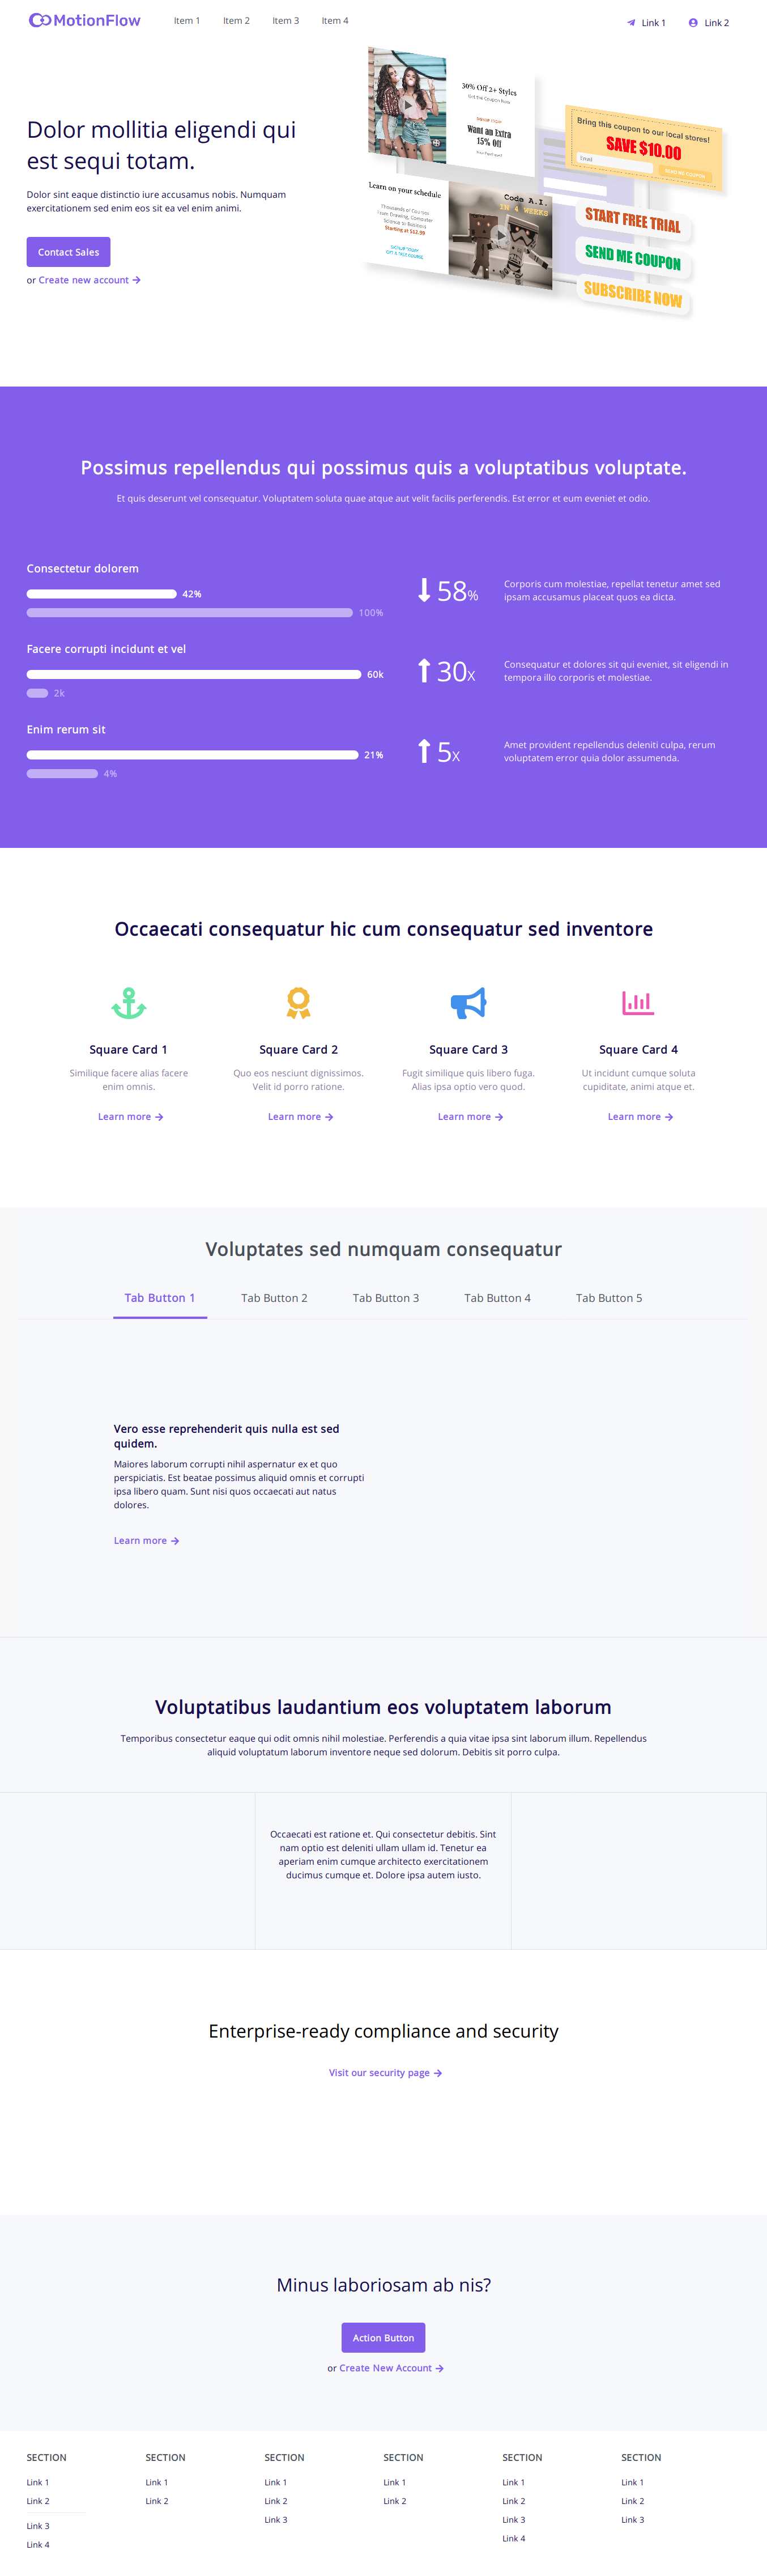 MotionFlow
Item 1
Item 2
Item 3
Item 4
Link 1
Link 2
Dolor mollitia eligendi qui
est sequi totam.
Dolor sint eaque distinctio iure accusamus nobis. Numquam
exercitationem sed enim eos sit ea vel enim animi.
Contact Sales
or Create new account
30% Off 2+ Styles
Want an Extra
15% Off
Bring this coupon to our local stores!
SAVE $10.00
Email
SEND ME COUPON
Learn on your schedule
Thousands of Courses
From Drawing, Computer
Science to Business
Starting at $12.99
Coda A.I.
IN 4 WEEKS
START FREE TRIAL
SEND ME COUPON
SUBSCRIBE NOW
Possimus repellendus qui possimus quis a voluptatibus voluptate.
Et quis deserunt vel consequatur. Voluptatem soluta quae atque aut velit facilis perferendis. Est error et eum eveniet et odio.
Consectetur dolorem
42%
100%
58%
Corporis cum molestiae, repellat tenetur amet sed
ipsam accusamus placeat quos ea dicta.
Facere corrupti incidunt et vel
60k
2k
30X
Consequatur et dolores sit qui eveniet, sit eligendi in
tempora illo corporis et molestiae.
Enim rerum sit
21%
4%
5X
Amet provident repellendus deleniti culpa, rerum
voluptatem error quia dolor assumenda.
Occaecati consequatur hic cum consequatur sed inventore
Square Card 1
Similique facere alias facere
enim omnis.
Learn more
Square Card 2
Quo eos nesciunt dignissimos.
Velit id porro ratione.
Learn more
Square Card 3
Fugit similique quis libero fuga.
Alias ipsa optio vero quod.
Learn more
Square Card 4
Ut incidunt cumque soluta
cupiditate, animi atque et.
Learn more
Voluptates sed numquam consequatur
Tab Button 1
Tab Button 2
Tab Button 3
Tab Button 4
Tab Button 5
Vero esse reprehenderit quis nulla est sed
quidem.
Maiores laborum corrupti nihil aspernatur ex et quo
perspiciatis. Est beatae possimus aliquid omnis et corrupti
ipsa libero quam. Sunt nisi quos occaecati aut natus
dolores.
Learn more
Voluptatibus laudantium eos voluptatem laborum
Temporibus consectetur eaque qui odit omnis nihil molestiae. Perferendis a quia vitae ipsa sint laborum illum. Repellendus
aliquid voluptatum laborum inventore neque sed dolorum. Debitis sit porro culpa.
Occaecati est ratione et. Qui consectetur debitis. Sint
nam optio est deleniti ullam ullam id. Tenetur ea
aperiam enim cumque architecto exercitationem
ducimus cumque et. Dolore ipsa autem iusto.
Enterprise-ready compliance and security
Visit our security page
Minus laboriosam ab nis?
Action Button
or Create New Account
SECTION
Link 1
Link 2
Link 3
Link 4
SECTION
Link 1
Link 2
SECTION
Link 1
Link 2
Link 3
SECTION
Link 1
Link 2
SECTION
Link 1
Link 2
Link 3
Link 4
SECTION
Link 1
Link 2
Link 3